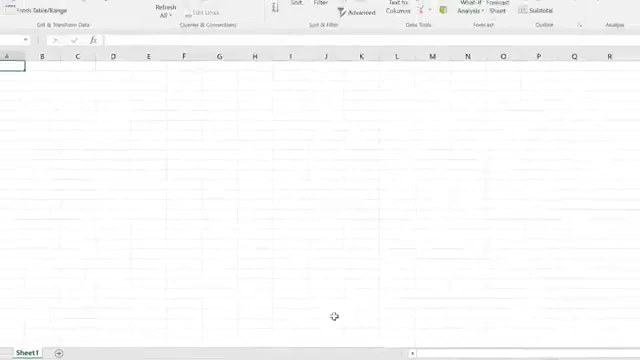 From Table/Range
Refresh
All
Edit Links
Sort
Filter
Advanced
Text to
Columns
What-If
Analysis
Forecast
Sheet
Subtotal
Get & Transform Data
Queries & Connections
Sort & Filter
Data Tools
Forecast
Outline
Analysis
fx
A B C D E F G H I J K L M N O P Q R
Sheet1